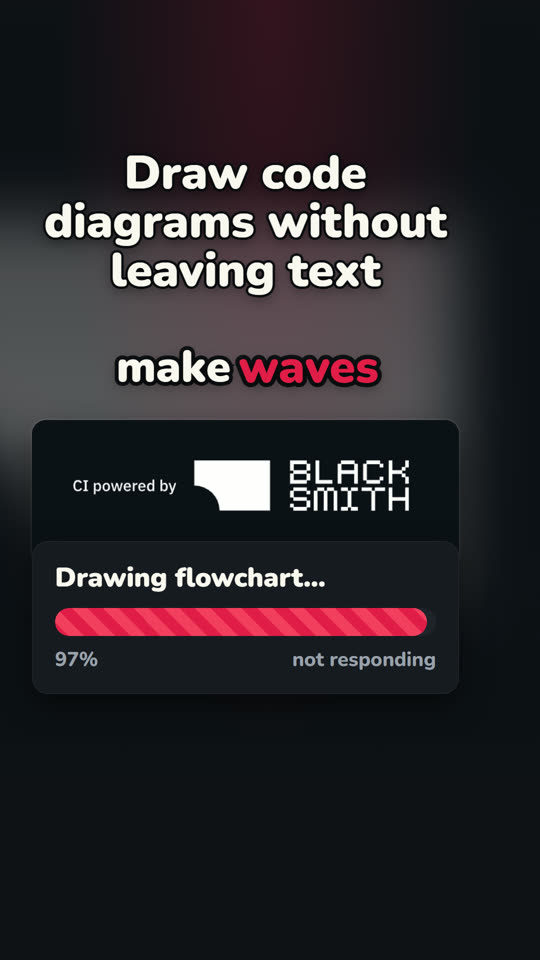 Draw code
diagrams without
leaving text
make waves
CI powered by
BLACK
SMITH
Drawing flowchart...
97%
not responding